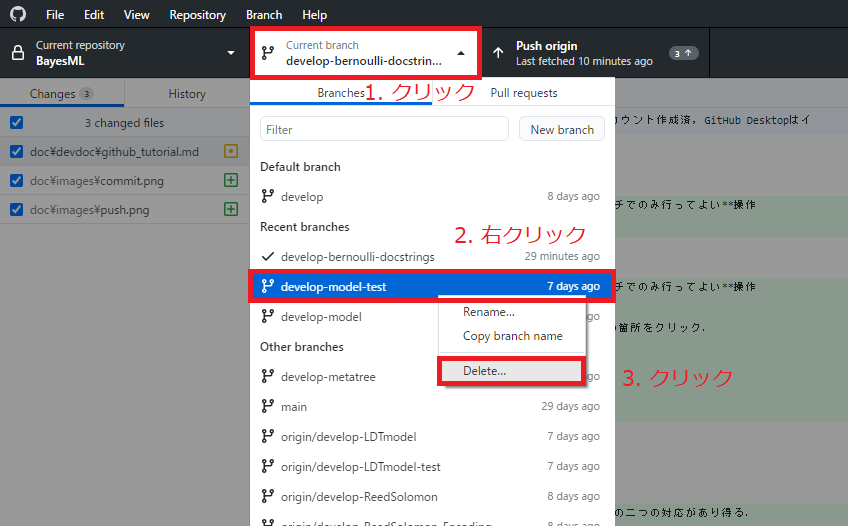 File Edit View Repository Branch Help
Current repository
BayesML
Current branch
develop-bernoulli-docstrin...
Push origin
Last fetched 10 minutes ago
3
Changes 3
History
Branches
1. クリック
Pull requests
3 changed files
Filter
New branch
カウント作成済，GitHub Desktopはイ
doc¥devdoc¥github_tutorial.md
doc¥images¥commit.png
doc¥images¥push.png
Default branch
develop
8 days ago
チでのみ行ってよい**操作
Recent branches
2. 右クリック
develop-bernoulli-docstrings
29 minutes ago
develop-model-test
7 days ago
チでのみ行ってよい**操作
develop-model
ago
Rename...
Copy branch name
Delete...
の箇所をクリック．
3. クリック
Other branches
develop-metatree
ago
main
29 days ago
origin/develop-LDTmodel
7 days ago
origin/develop-LDTmodel-test
7 days ago
origin/develop-ReedSolomon
7 days ago
origin/develop-ReedSolomon-Encoding
の二つの対応があり得る．